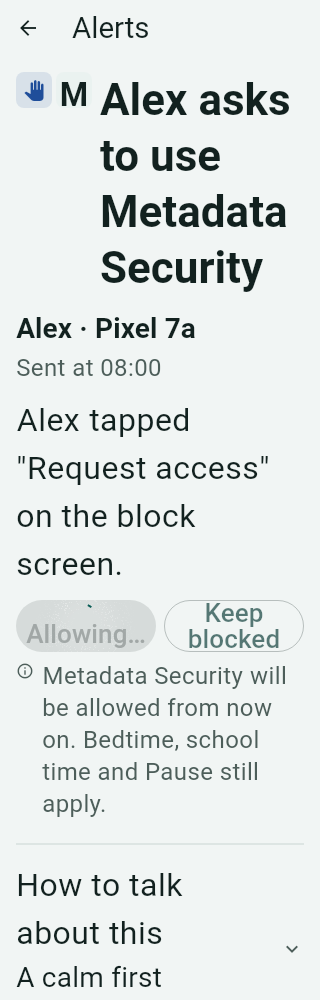 Alerts
M
Alex asks
to use
Metadata
Security
Alex · Pixel 7a
Sent at 08:00
Alex tapped
"Request access"
on the block
screen.
Allowing…
Keep
blocked
Metadata Security will
be allowed from now
on. Bedtime, school
time and Pause still
apply.
How to talk
about this
A calm first